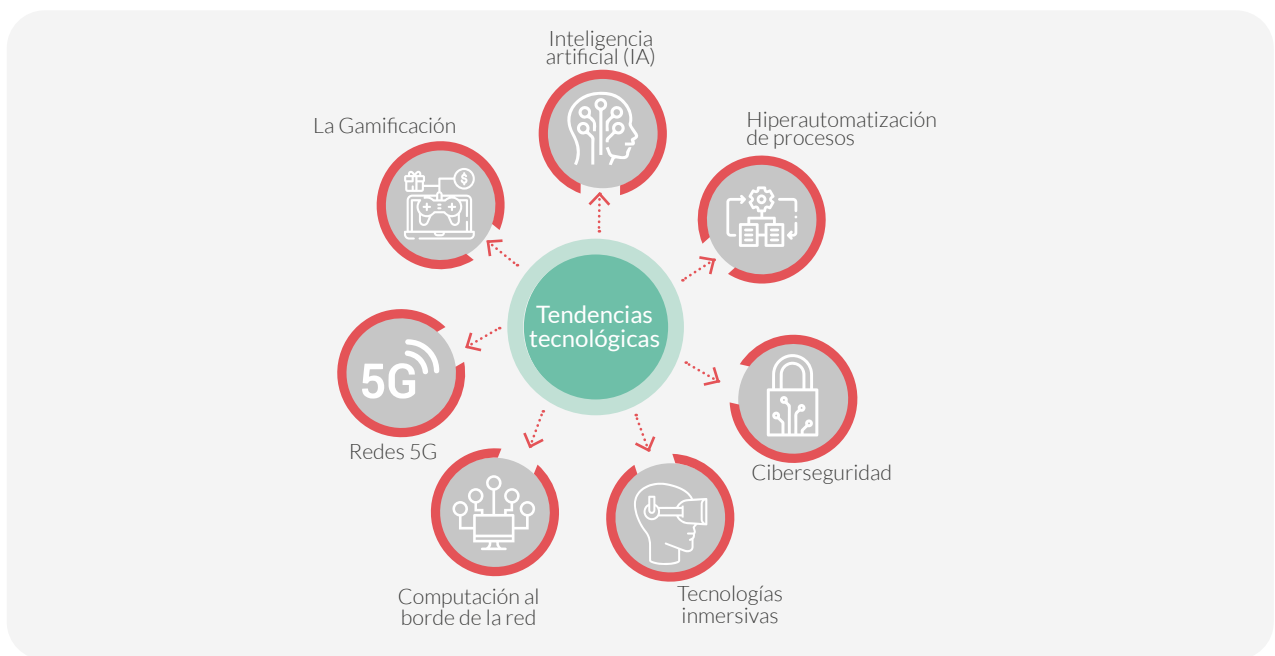 Inteligencia
artificial (IA)
La Gamificación
Hiperautomatización
de procesos
Tendencias
tecnológicas
5G
Redes 5G
Ciberseguridad
Computación al
borde de la red
Tecnologías
inmersivas
$